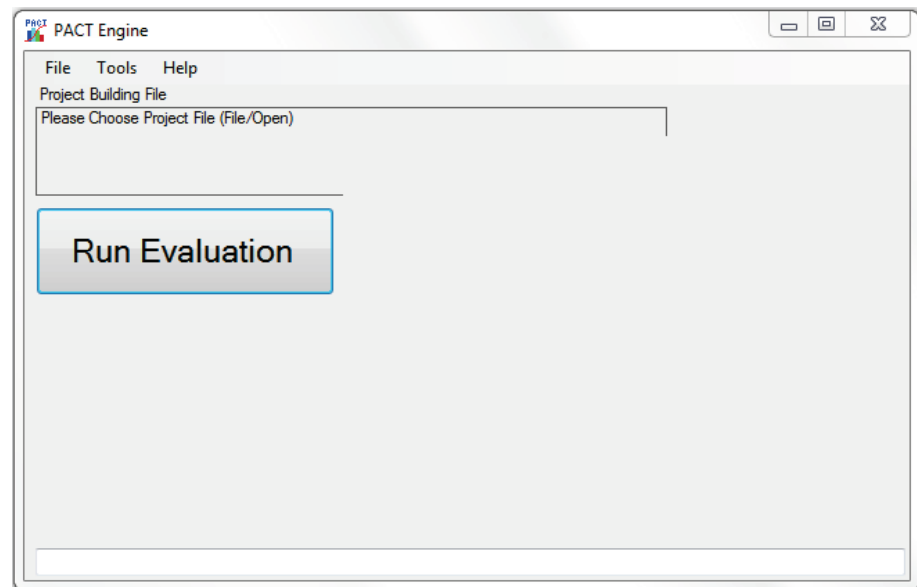 PACT
PACT Engine
File Tools Help
Project Building File
Please Choose Project File (File/Open)
Run Evaluation